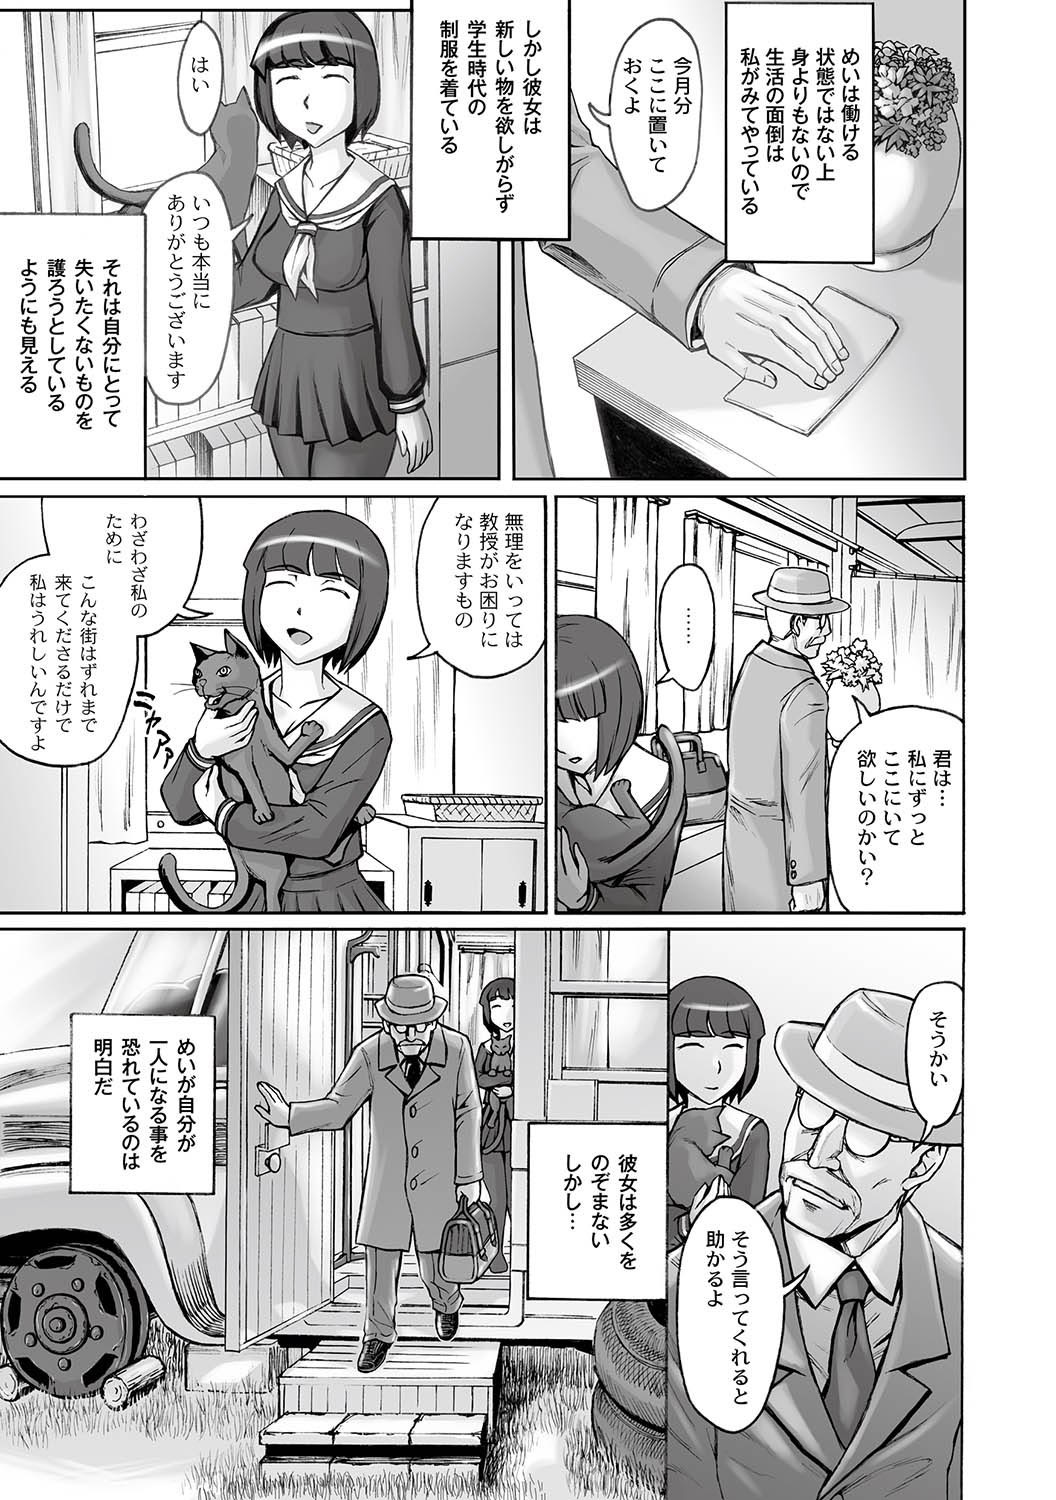 めいは働ける
状態ではない上
身よりもないので
生活の面倒は
私がみてやっている
今月分
ここに置いて
おくよ
しかし彼女は
新しい物を欲しがらず
学生時代の
制服を着ている
はい
いつも本当に
ありがとうございます
それは自分にとって
失いたくないものを
護ろうとしている
ようにも見える
君は…
私にずっと
ここにいて
欲しいのかい？
………
無理をいっては
教授がお困りに
なりますもの
わざわざ私の
ために
こんな街はずれまで
来てくださるだけで
私はうれしいんですよ
ミャアァ
そうかい
そう言ってくれると
助かるよ
彼女は多くを
のぞまない
しかし…
めいが自分が
一人になる事を
恐れているのは
明白だ